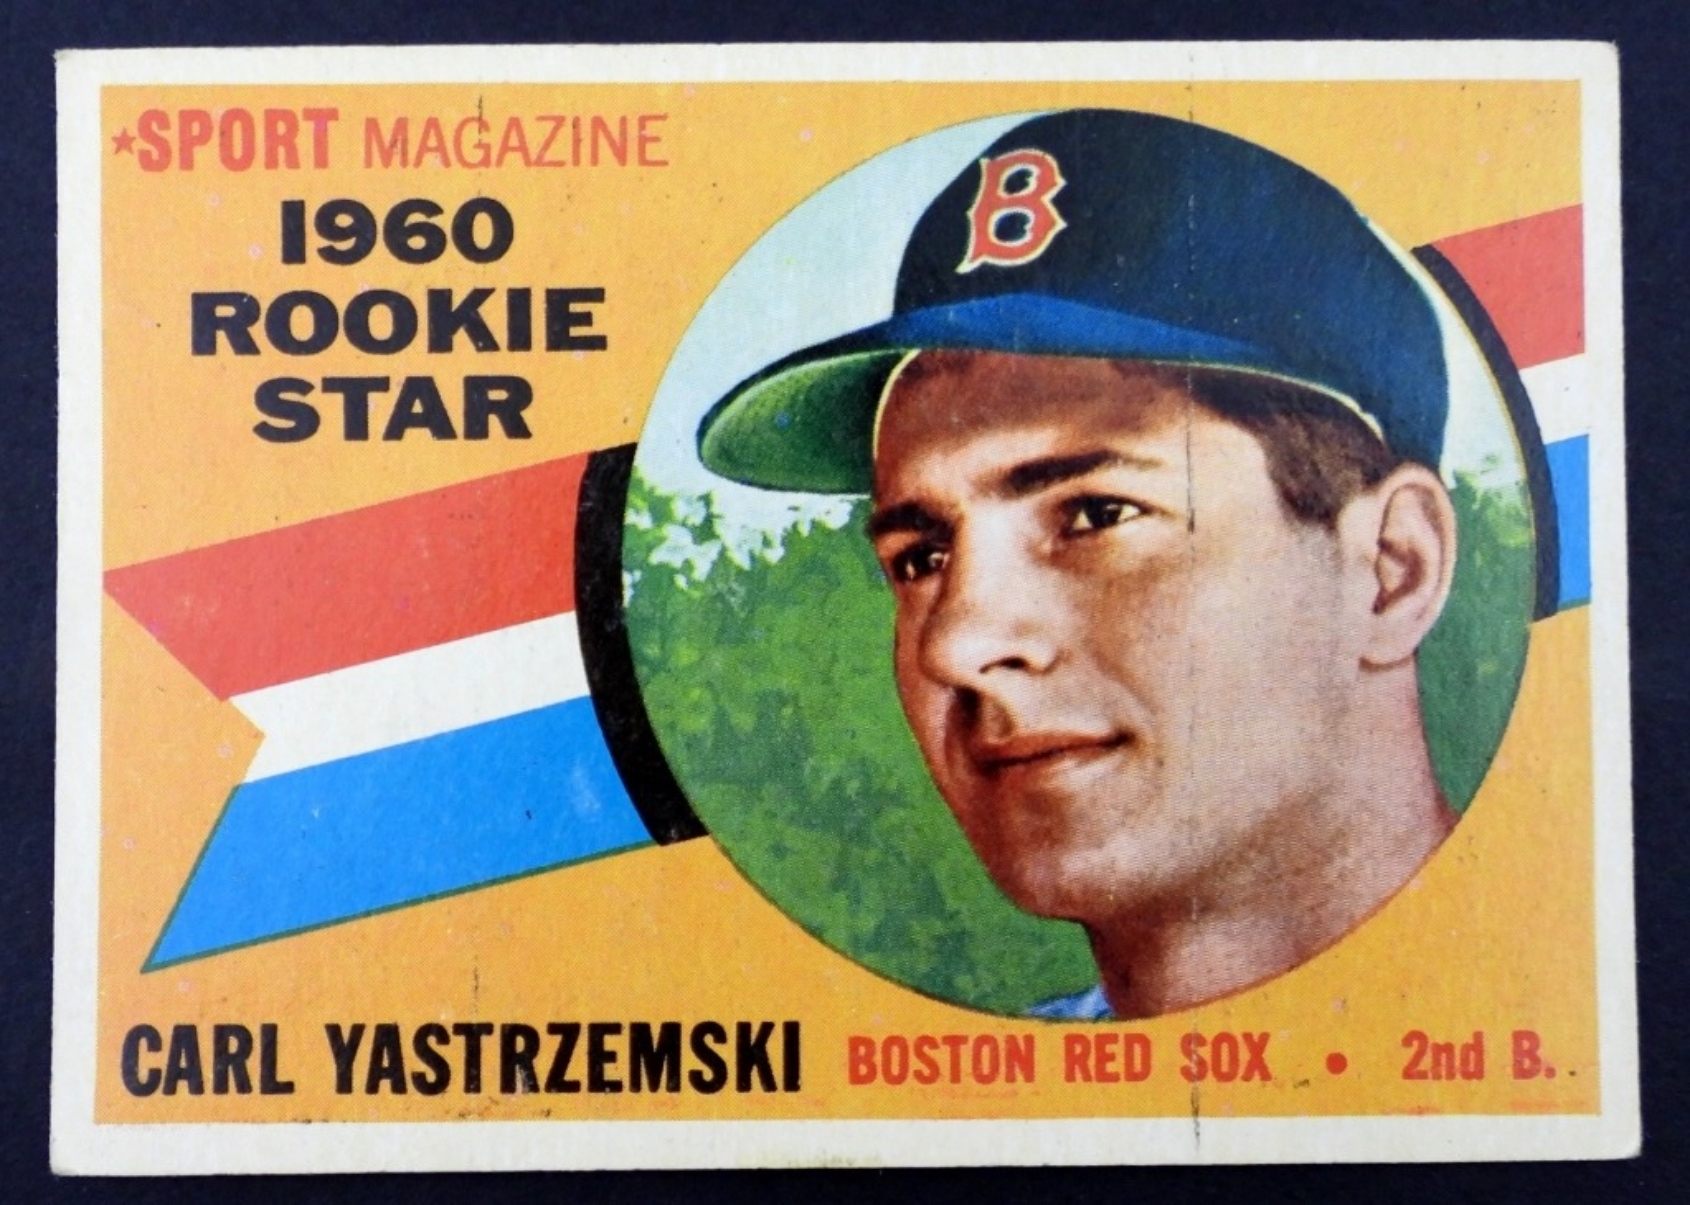 ★SPORT MAGAZINE
1960
ROOKIE
STAR
B
CARL YASTRZEMSKI BOSTON RED SOX • 2nd B.